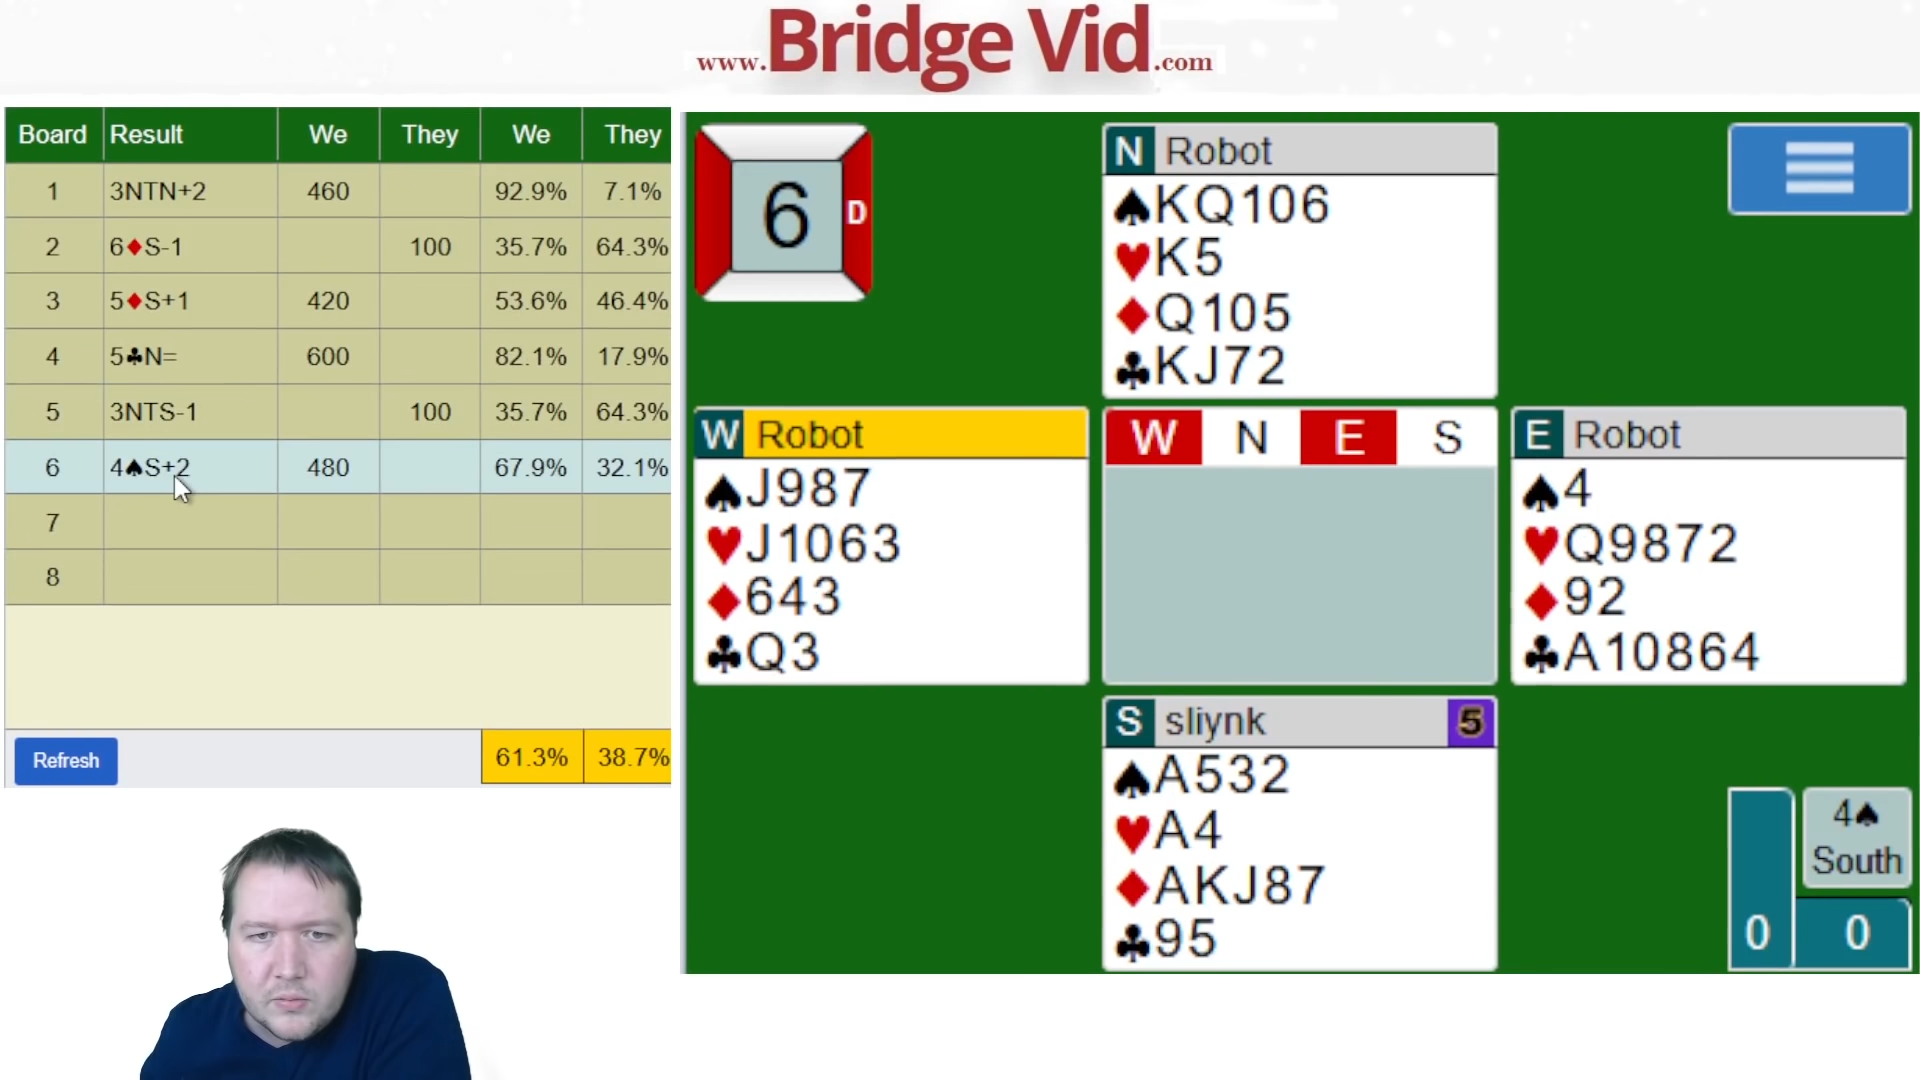 www.Bridge Vid.com
Board Result We They We They
1 3NTN+2 460 92.9% 7.1%
2 6♦S-1 100 35.7% 64.3%
3 5♦S+1 420 53.6% 46.4%
4 5♣N= 600 82.1% 17.9%
5 3NTS-1 100 35.7% 64.3%
6 4♠S+2 480 67.9% 32.1%
7
8
Refresh 61.3% 38.7%
6 D
N Robot
♠KQ106
♥K5
♦Q105
♣KJ72
W Robot
♠J987
♥J1063
♦643
♣Q3
W N E S
E Robot
♠4
♥Q9872
♦92
♣A10864
S sliynk 5
♠A532
♥A4
♦AKJ87
♣95
4♠
South
0 0